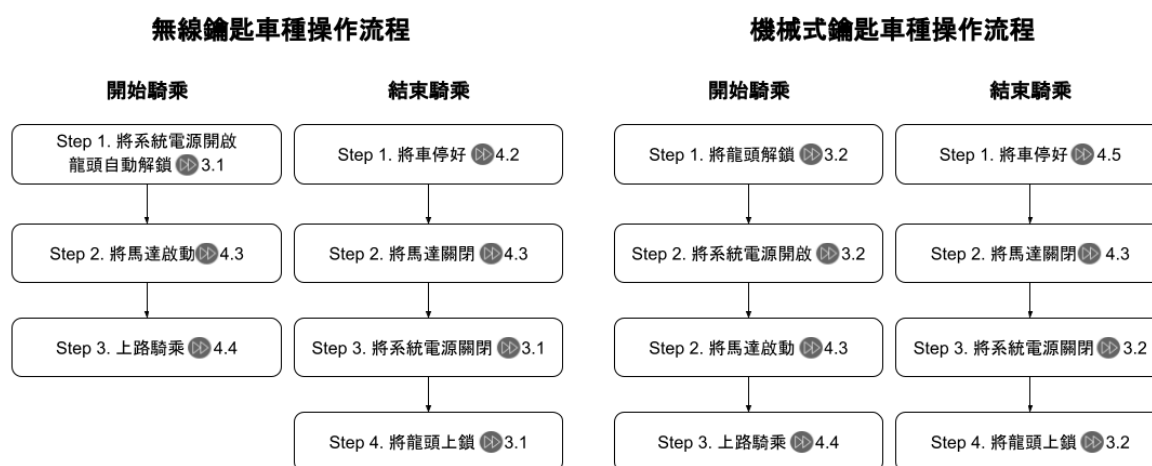 無線鑰匙車種操作流程
開始騎乘
Step 1. 將系統電源開啟
龍頭自動解鎖 3.1
Step 2. 將馬達啟動 4.3
Step 3. 上路騎乘 4.4
結束騎乘
Step 1. 將車停好 4.2
Step 2. 將馬達關閉 4.3
Step 3. 將系統電源關閉 3.1
Step 4. 將龍頭上鎖 3.1
機械式鑰匙車種操作流程
開始騎乘
Step 1. 將龍頭解鎖 3.2
Step 2. 將系統電源開啟 3.2
Step 2. 將馬達啟動 4.3
Step 3. 上路騎乘 4.4
結束騎乘
Step 1. 將車停好 4.5
Step 2. 將馬達關閉 4.3
Step 3. 將系統電源關閉 3.2
Step 4. 將龍頭上鎖 3.2